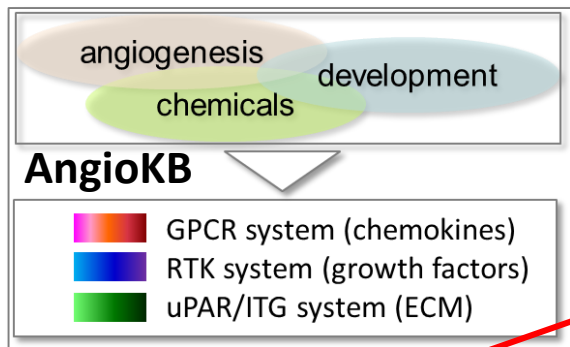 angiogenesis
development
chemicals
AngioKB
GPCR system (chemokines)
RTK system (growth factors)
uPAR/ITG system (ECM)